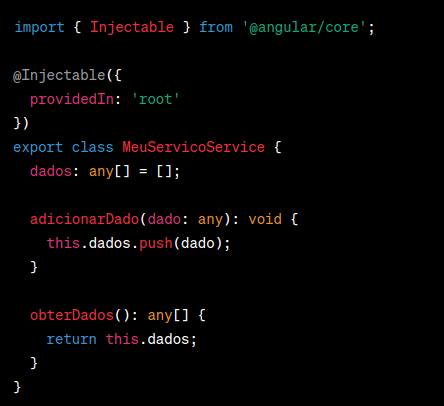 import { Injectable } from '@angular/core';
@Injectable({
  providedIn: 'root'
})
export class MeuServicoService {
  dados: any[] = [];
  adicionarDado(dado: any): void {
    this.dados.push(dado);
  }
  obterDados(): any[] {
    return this.dados;
  }
}